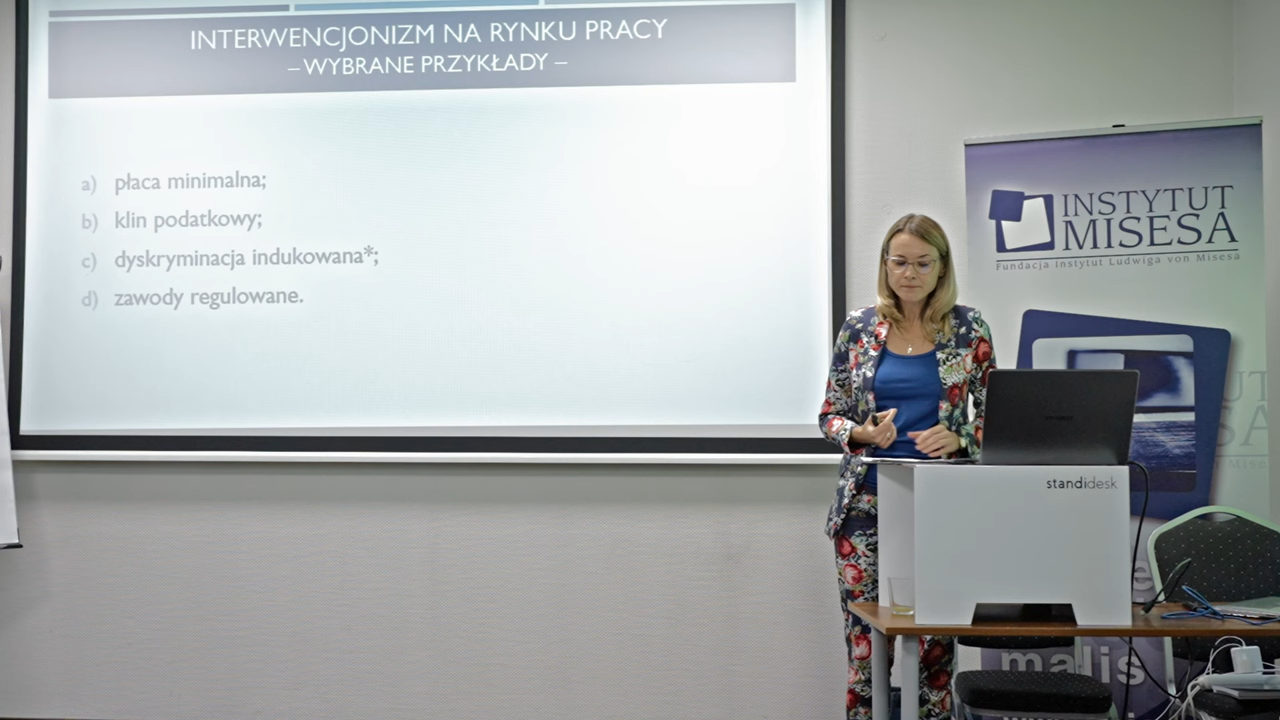 INTERWENCJONIZM NA RYNKU PRACY
– WYBRANE PRZYKŁADY –
a) płaca minimalna;
b) klin podatkowy;
c) dyskryminacja indukowana*;
d) zawody regulowane.
INSTYTUT
MISESA
Fundacja Instytut Ludwiga von Misesa
standidesk
malis